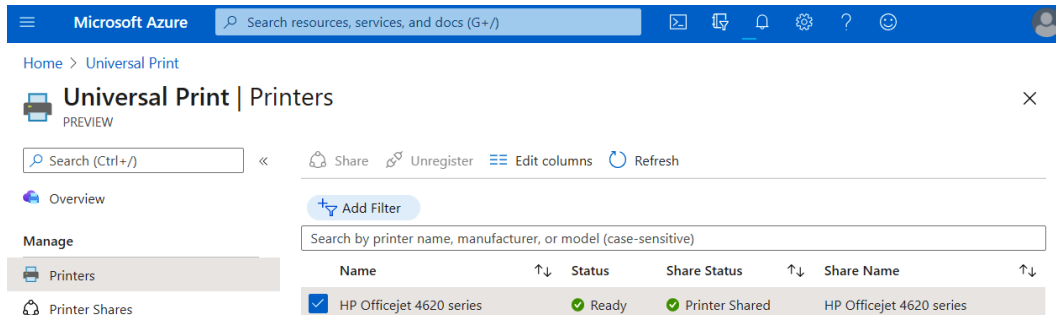 Microsoft Azure
Search resources, services, and docs (G+/)
Home > Universal Print
Universal Print | Printers
PREVIEW
Search (Ctrl+/)
«
Share
Unregister
Edit columns
Refresh
Overview
Add Filter
Manage
Search by printer name, manufacturer, or model (case-sensitive)
Printers
Name ↑↓ Status Share Status ↑↓ Share Name ↑↓
Printer Shares
HP Officejet 4620 series Ready Printer Shared HP Officejet 4620 series